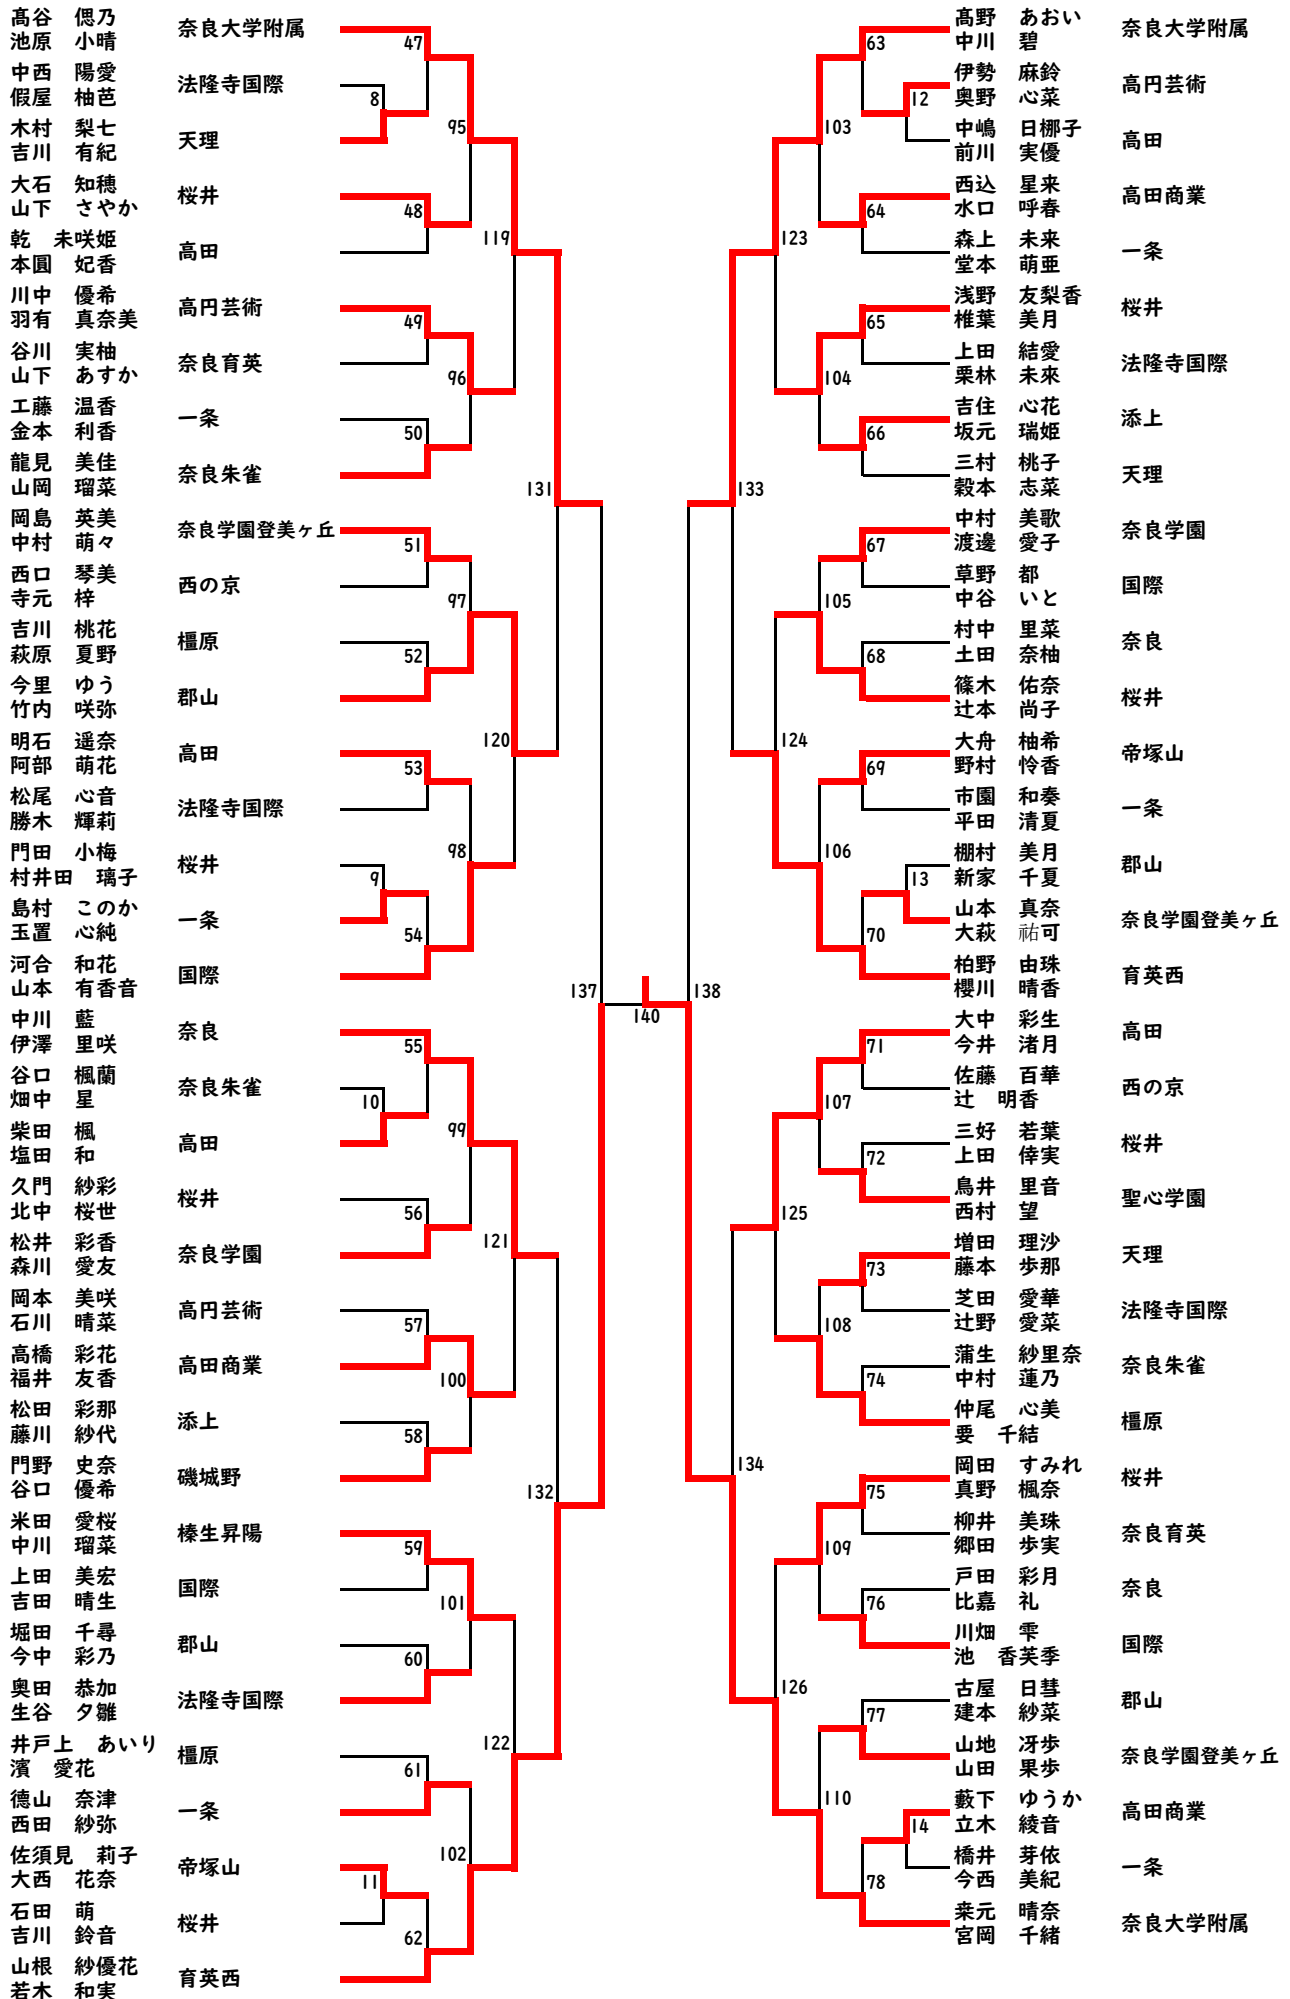 髙谷　偲乃
池原　小晴
奈良大学附属
中西　陽愛
假屋　柚芭
法隆寺国際
木村　梨七
吉川　有紀
天理
大石　知穂
山下　さやか
桜井
乾　未咲姫
本圓　妃香
高田
川中　優希
羽有　真奈美
高円芸術
谷川　実柚
山下　あすか
奈良育英
工藤　温香
金本　利香
一条
龍見　美佳
山岡　瑠菜
奈良朱雀
岡島　英美
中村　萌々
奈良学園登美ヶ丘
西口　琴美
寺元　梓
西の京
吉川　桃花
萩原　夏野
橿原
今里　ゆう
竹内　咲弥
郡山
明石　遥奈
阿部　萌花
高田
松尾　心音
勝木　輝莉
法隆寺国際
門田　小梅
村井田　璃子
桜井
島村　このか
玉置　心純
一条
河合　和花
山本　有香音
国際
中川　藍
伊澤　里咲
奈良
谷口　楓蘭
畑中　星
奈良朱雀
柴田　楓
塩田　和
高田
久門　紗彩
北中　桜世
桜井
松井　彩香
森川　愛友
奈良学園
岡本　美咲
石川　晴菜
高円芸術
高橋　彩花
福井　友香
高田商業
松田　彩那
藤川　紗代
添上
門野　史奈
谷口　優希
磯城野
米田　愛桜
中川　瑠菜
榛生昇陽
上田　美宏
吉田　晴生
国際
堀田　千尋
今中　彩乃
郡山
奥田　恭加
生谷　夕雛
法隆寺国際
井戸上　あいり
濱　愛花
橿原
德山　奈津
西田　紗弥
一条
佐須見　莉子
大西　花奈
帝塚山
石田　萌
吉川　鈴音
桜井
山根　紗優花
若木　和実
育英西
47
8
95
48
119
49
96
50
131
51
97
52
120
53
98
9
54
137
55
10
99
56
121
57
100
58
132
59
101
60
122
61
102
11
62
140
63
12
103
64
123
65
104
66
133
67
105
68
124
69
106
13
70
138
71
107
72
125
73
108
74
134
75
109
76
126
77
110
14
78
髙野　あおい
中川　碧
奈良大学附属
伊勢　麻鈴
奥野　心菜
高円芸術
中嶋　日梛子
前川　実優
高田
西込　星来
水口　呼春
高田商業
森上　未来
堂本　萌亜
一条
浅野　友梨香
椎葉　美月
桜井
上田　結愛
栗林　未來
法隆寺国際
吉住　心花
坂元　瑞姫
添上
三村　桃子
穀本　志菜
天理
中村　美歌
渡邊　愛子
奈良学園
草野　都
中谷　いと
国際
村中　里菜
土田　奈柚
奈良
篠木　佑奈
辻本　尚子
桜井
大舟　柚希
野村　怜香
帝塚山
市園　和奏
平田　清夏
一条
棚村　美月
新家　千夏
郡山
山本　真奈
大萩　祐可
奈良学園登美ヶ丘
柏野　由珠
櫻川　晴香
育英西
大中　彩生
今井　渚月
高田
佐藤　百華
辻　明香
西の京
三好　若葉
上田　倖実
桜井
鳥井　里音
西村　望
聖心学園
増田　理沙
藤本　歩那
天理
芝田　愛華
辻野　愛菜
法隆寺国際
蒲生　紗里奈
中村　蓮乃
奈良朱雀
仲尾　心美
要　千結
橿原
岡田　すみれ
真野　楓奈
桜井
柳井　美珠
郷田　歩実
奈良育英
戸田　彩月
比嘉　礼
奈良
川畑　雫
池　香芙季
国際
古屋　日彗
建本　紗菜
郡山
山地　冴歩
山田　果歩
奈良学園登美ヶ丘
藪下　ゆうか
立木　綾音
高田商業
橋井　芽依
今西　美紀
一条
来元　晴奈
宮岡　千緒
奈良大学附属